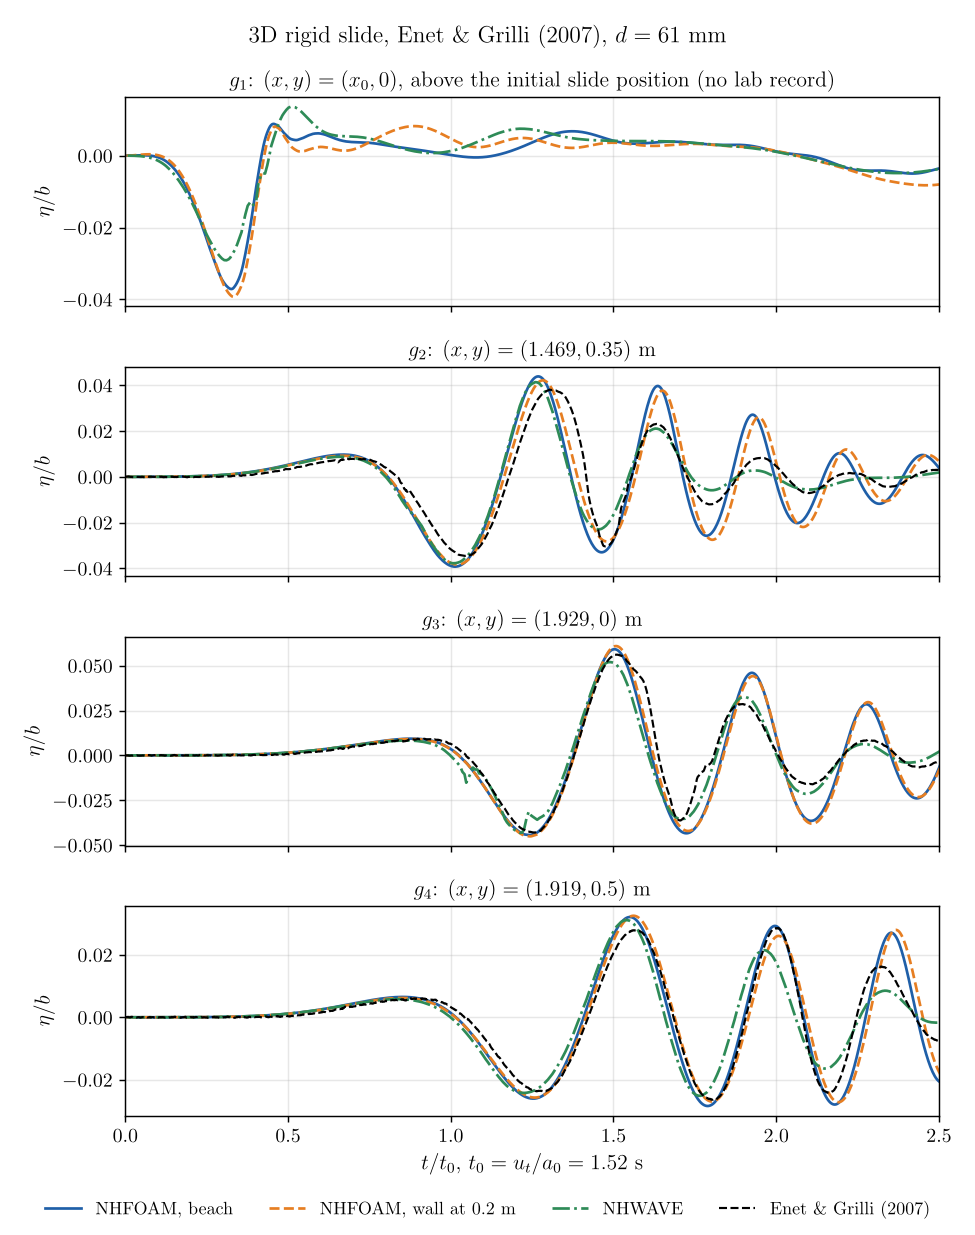 3D rigid slide, Enet & Grilli (2007), d = 61 mm
g₁: (x, y) = (x₀, 0), above the initial slide position (no lab record)
0.00
−0.02
−0.04
η/b
g₂: (x, y) = (1.469, 0.35) m
0.04
0.02
0.00
−0.02
−0.04
η/b
g₃: (x, y) = (1.929, 0) m
0.050
0.025
0.000
−0.025
−0.050
η/b
g₄: (x, y) = (1.919, 0.5) m
0.02
0.00
−0.02
η/b
0.0 0.5 1.0 1.5 2.0 2.5
t/t₀, t₀ = uₜ/a₀ = 1.52 s
NHFOAM, beach NHFOAM, wall at 0.2 m NHWAVE Enet & Grilli (2007)